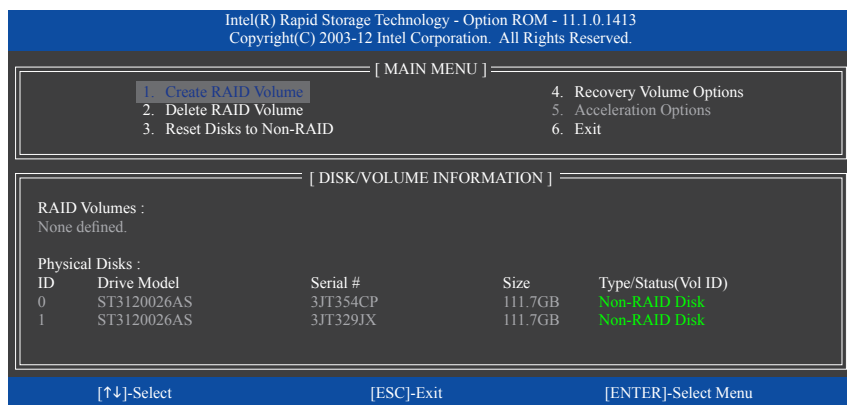 Intel(R) Rapid Storage Technology - Option ROM - 11.1.0.1413
Copyright(C) 2003-12 Intel Corporation. All Rights Reserved.
[ MAIN MENU ]
1. Create RAID Volume
2. Delete RAID Volume
3. Reset Disks to Non-RAID
4. Recovery Volume Options
5. Acceleration Options
6. Exit
[ DISK/VOLUME INFORMATION ]
RAID Volumes :
None defined.
Physical Disks :
ID Drive Model Serial # Size Type/Status(Vol ID)
0 ST3120026AS 3JT354CP 111.7GB Non-RAID Disk
1 ST3120026AS 3JT329JX 111.7GB Non-RAID Disk
[↑↓]-Select [ESC]-Exit [ENTER]-Select Menu